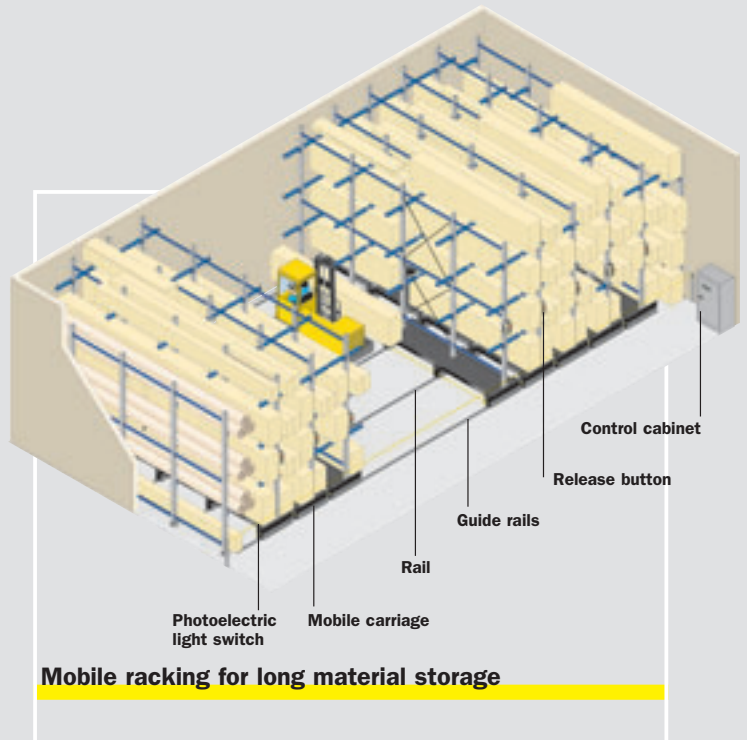 Control cabinet
Release button
Guide rails
Rail
Photoelectric
light switch
Mobile carriage
Mobile racking for long material storage